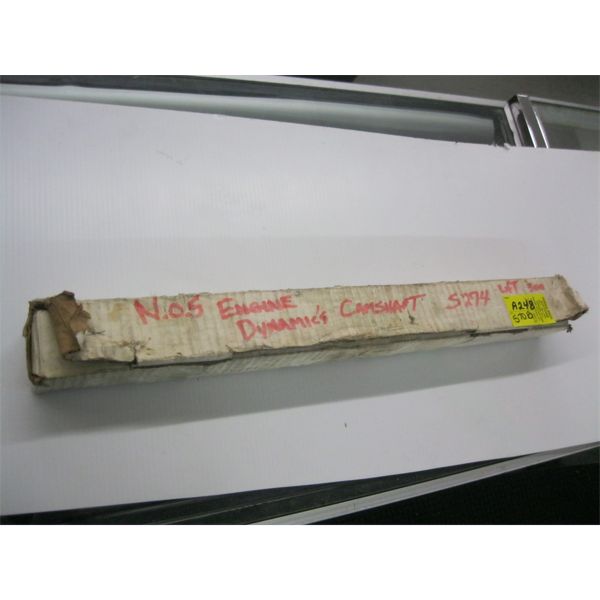 N.O.S ENGINE
DYNAMICS CAMSHAFT S274
A248